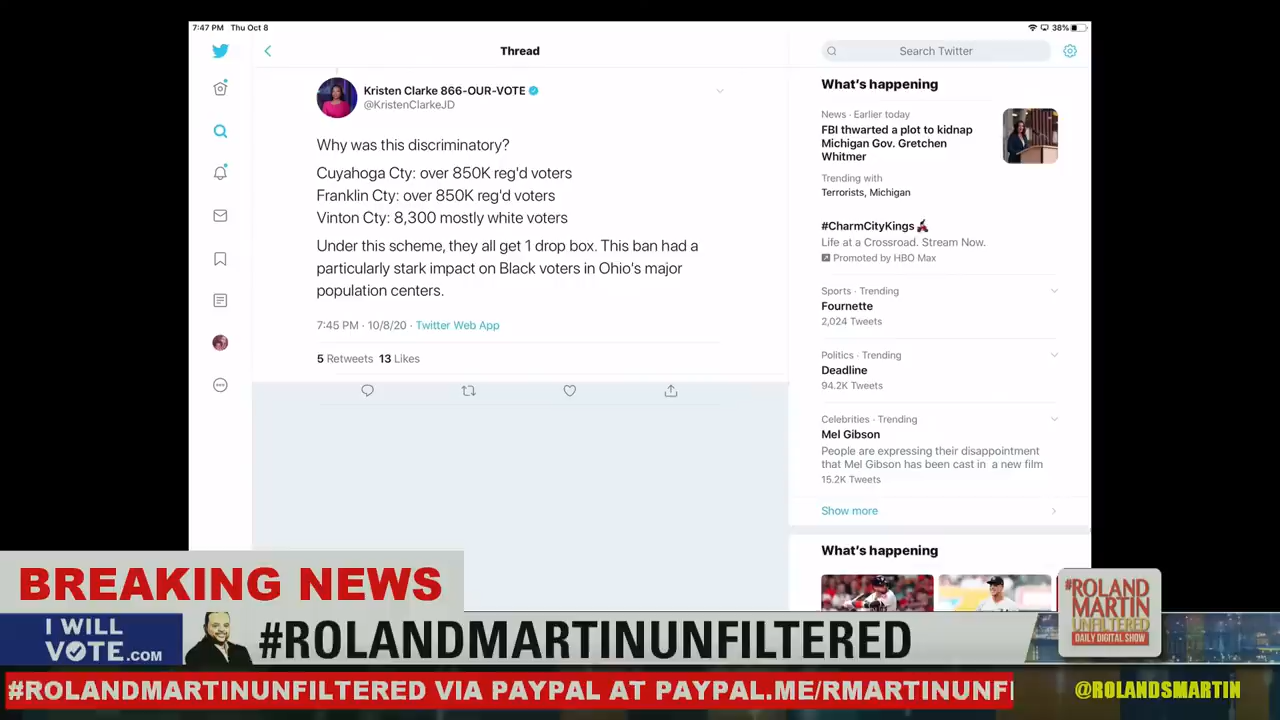 7:47 PM Thu Oct 8
38%
Thread
Search Twitter
Kristen Clarke 866-OUR-VOTE
@KristenClarkeJD
Why was this discriminatory?
Cuyahoga Cty: over 850K reg'd voters
Franklin Cty: over 850K reg'd voters
Vinton Cty: 8,300 mostly white voters
Under this scheme, they all get 1 drop box. This ban had a
particularly stark impact on Black voters in Ohio's major
population centers.
7:45 PM · 10/8/20 · Twitter Web App
5 Retweets 13 Likes
What's happening
News · Earlier today
FBI thwarted a plot to kidnap
Michigan Gov. Gretchen
Whitmer
Trending with
Terrorists, Michigan
#CharmCityKings
Life at a Crossroad. Stream Now.
Promoted by HBO Max
Sports · Trending
Fournette
2,024 Tweets
Politics · Trending
Deadline
94.2K Tweets
Celebrities · Trending
Mel Gibson
People are expressing their disappointment
that Mel Gibson has been cast in a new film
15.2K Tweets
Show more
What's happening
BREAKING NEWS
I WILL
VOTE.COM
#ROLANDMARTINUNFILTERED
#ROLAND
MARTIN
UNFILTERED
DAILY DIGITAL SHOW
#ROLANDMARTINUNFILTERED VIA PAYPAL AT PAYPAL.ME/RMARTINUNF
@ROLANDSMARTIN